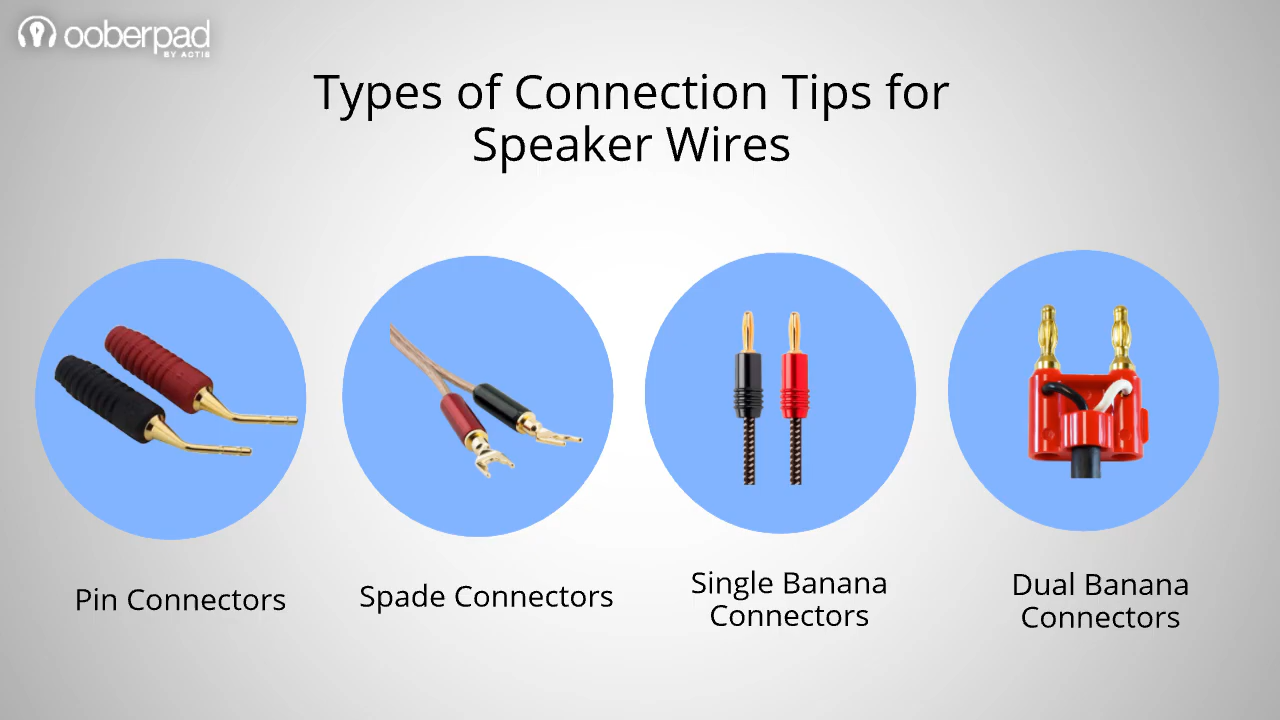 ooberpad
BY ACTIS
Types of Connection Tips for
Speaker Wires
Pin Connectors
Spade Connectors
Single Banana
Connectors
Dual Banana
Connectors